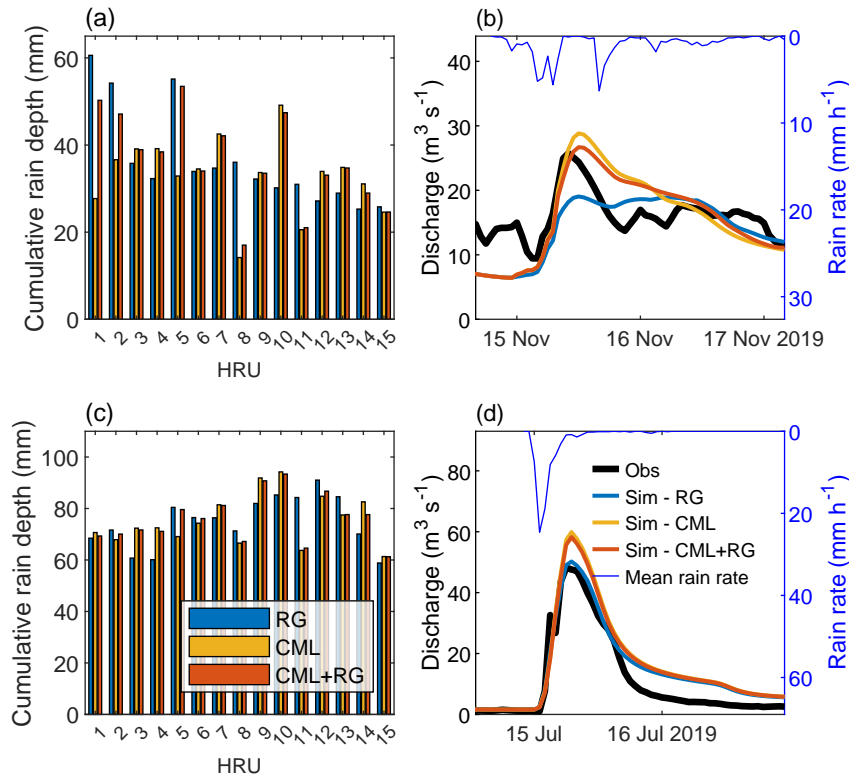 (a)
Cumulative rain depth (mm)
60
40
20
0
1 2 3 4 5 6 7 8 9 10 11 12 13 14 15
HRU
(b)
Discharge (m³ s⁻¹)
40
30
20
10
0
15 Nov 16 Nov 17 Nov 2019
0
10
20
30
Rain rate (mm h⁻¹)
(c)
Cumulative rain depth (mm)
100
80
60
40
20
0
RG
CML
CML+RG
1 2 3 4 5 6 7 8 9 10 11 12 13 14 15
HRU
(d)
Discharge (m³ s⁻¹)
80
60
40
20
0
Obs
Sim - RG
Sim - CML
Sim - CML+RG
Mean rain rate
15 Jul 16 Jul 2019
0
20
40
60
Rain rate (mm h⁻¹)